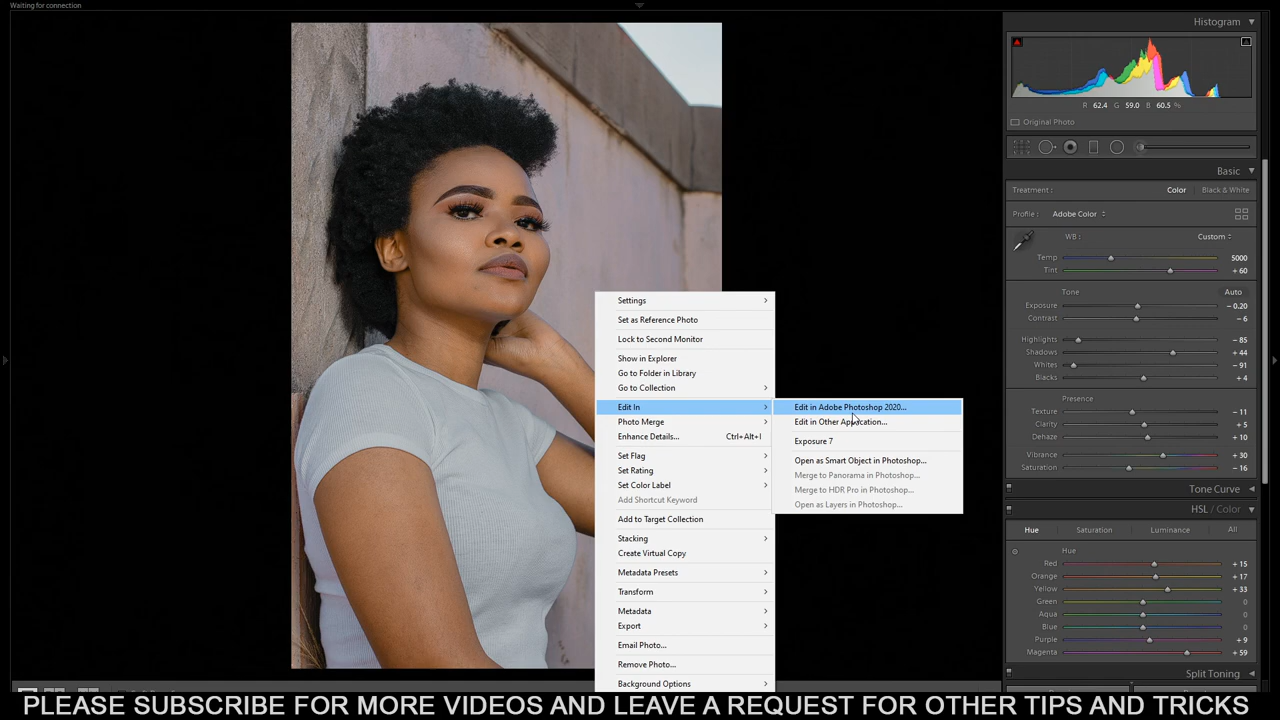 Waiting for connection
Histogram
R 62.4 G 59.0 B 60.5 %
Original Photo
Basic
Treatment : Color Black & White
Profile : Adobe Color
WB : Custom
Temp 5000
Tint + 60
Tone Auto
Exposure − 0.20
Contrast − 6
Highlights − 85
Shadows + 44
Whites − 91
Blacks + 4
Presence
Texture − 11
Clarity + 5
Dehaze + 10
Vibrance + 30
Saturation − 16
Tone Curve
HSL / Color
Hue Saturation Luminance All
Hue
Red + 15
Orange + 17
Yellow + 33
Green 0
Aqua 0
Blue 0
Purple + 9
Magenta + 59
Split Toning
Settings
Set as Reference Photo
Lock to Second Monitor
Show in Explorer
Go to Folder in Library
Go to Collection
Edit In
Photo Merge
Enhance Details... Ctrl+Alt+I
Set Flag
Set Rating
Set Color Label
Add Shortcut Keyword
Add to Target Collection
Stacking
Create Virtual Copy
Metadata Presets
Transform
Metadata
Export
Email Photo...
Remove Photo...
Background Options
Edit in Adobe Photoshop 2020...
Edit in Other Application...
Exposure 7
Open as Smart Object in Photoshop...
Merge to Panorama in Photoshop...
Merge to HDR Pro in Photoshop...
Open as Layers in Photoshop...
PLEASE SUBSCRIBE FOR MORE VIDEOS AND LEAVE A REQUEST FOR OTHER TIPS AND TRICKS